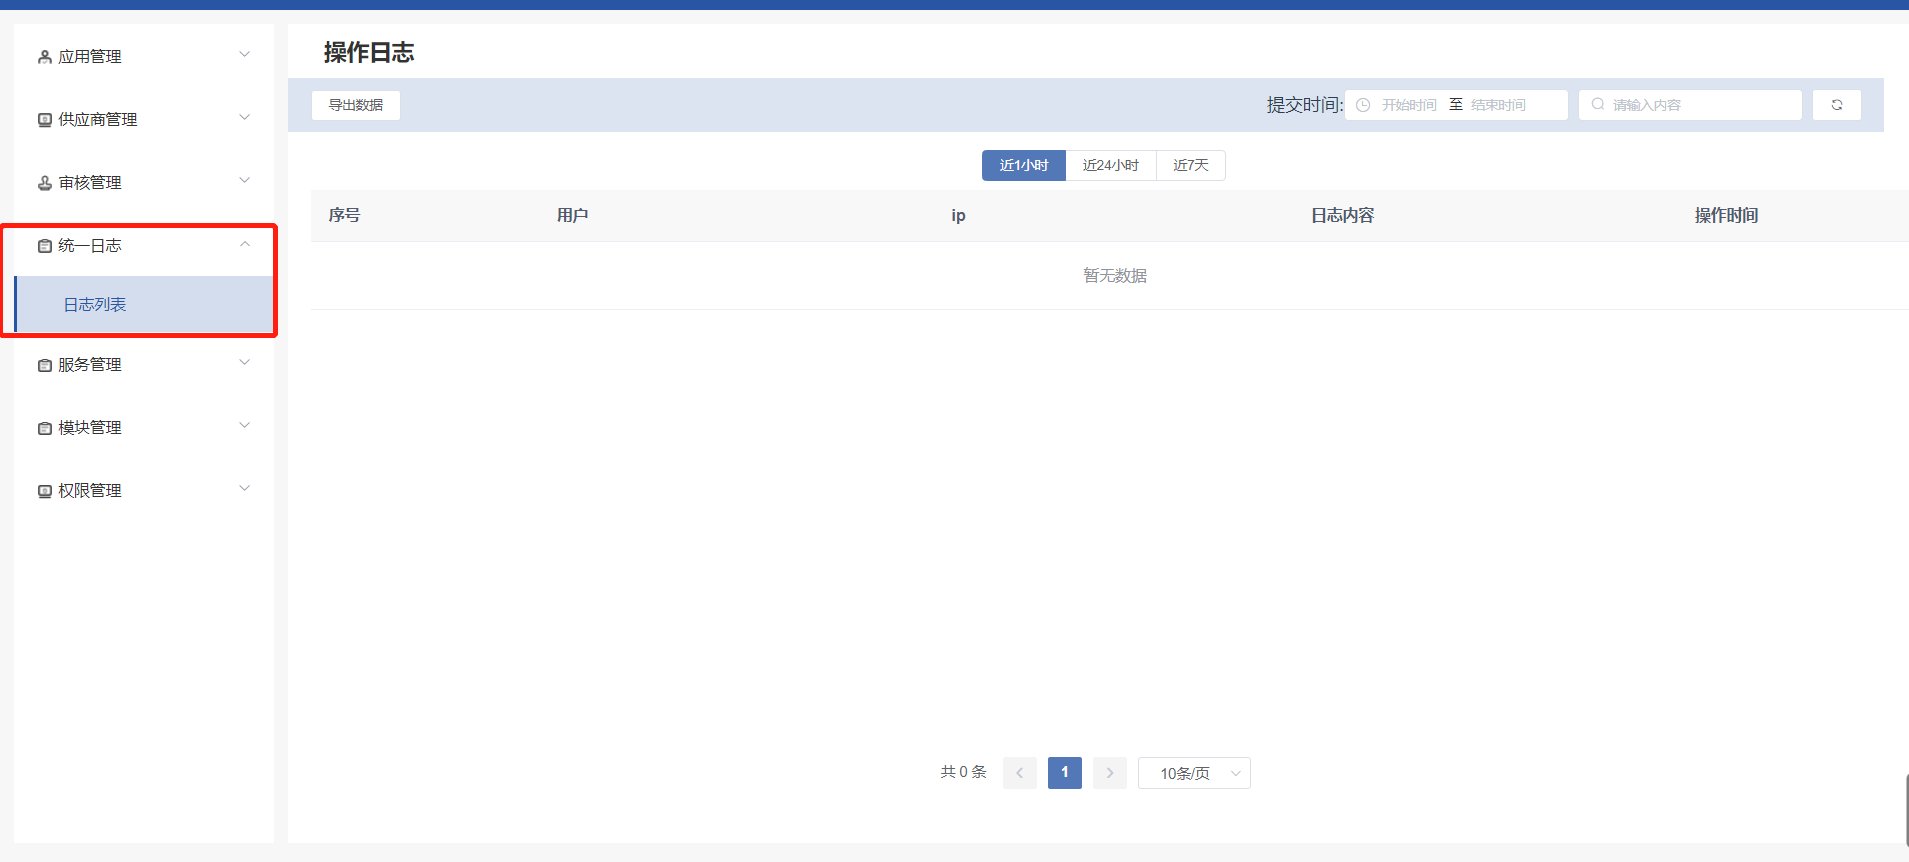 应用管理
供应商管理
审核管理
统一日志
日志列表
服务管理
模块管理
权限管理
操作日志
导出数据
提交时间: 开始时间 至 结束时间 请输入内容
近1小时 近24小时 近7天
序号 用户 ip 日志内容 操作时间
暂无数据
共 0 条 1 10条/页